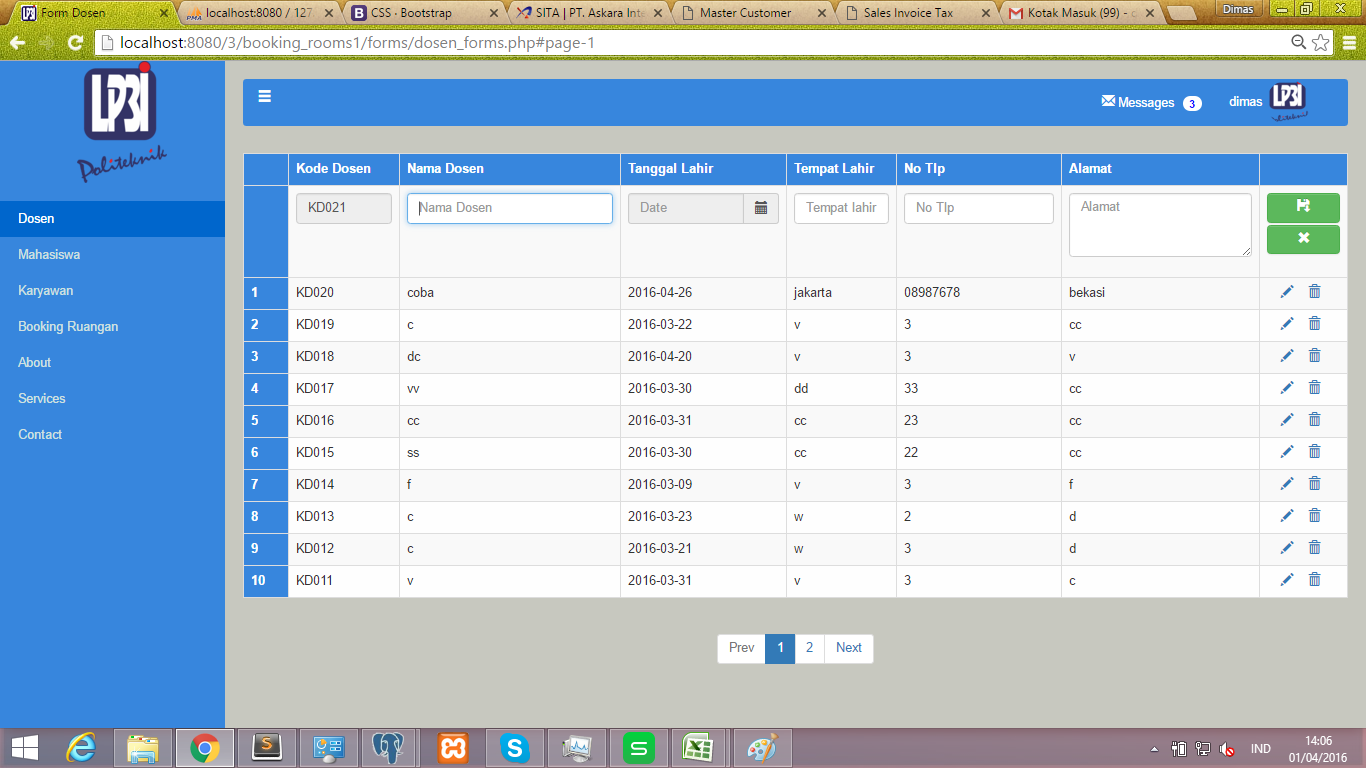 Form Dosen localhost:8080 / 127 CSS · Bootstrap SITA | PT. Askara Inte Master Customer Sales Invoice Tax Kotak Masuk (99) - d Dimas
localhost:8080/3/booking_rooms1/forms/dosen_forms.php#page-1
LP3I
Politeknik
Messages 3 dimas LP3I
Dosen
Mahasiswa
Karyawan
Booking Ruangan
About
Services
Contact
Kode Dosen Nama Dosen Tanggal Lahir Tempat Lahir No Tlp Alamat
KD021 Nama Dosen Date Tempat lahir No Tlp Alamat
1 KD020 coba 2016-04-26 jakarta 08987678 bekasi
2 KD019 c 2016-03-22 v 3 cc
3 KD018 dc 2016-04-20 v 3 v
4 KD017 vv 2016-03-30 dd 33 cc
5 KD016 cc 2016-03-31 cc 23 cc
6 KD015 ss 2016-03-30 cc 22 cc
7 KD014 f 2016-03-09 v 3 f
8 KD013 c 2016-03-23 w 2 d
9 KD012 c 2016-03-21 w 3 d
10 KD011 v 2016-03-31 v 3 c
Prev 1 2 Next
IND 14:06
01/04/2016